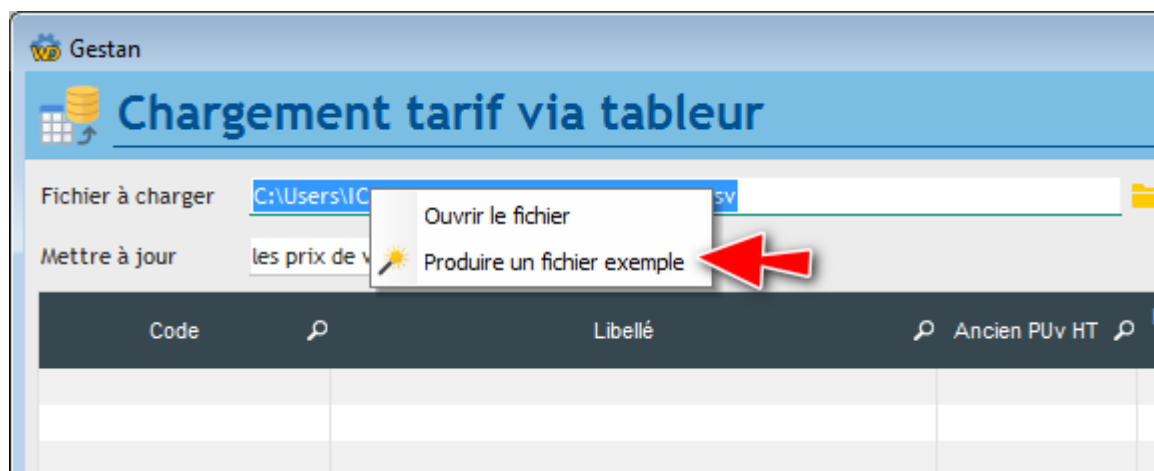 Gestan
Chargement tarif via tableur
Fichier à charger C:\Users\IC sv
Ouvrir le fichier
Mettre à jour les prix de v
Produire un fichier exemple
Code Libellé Ancien PUv HT